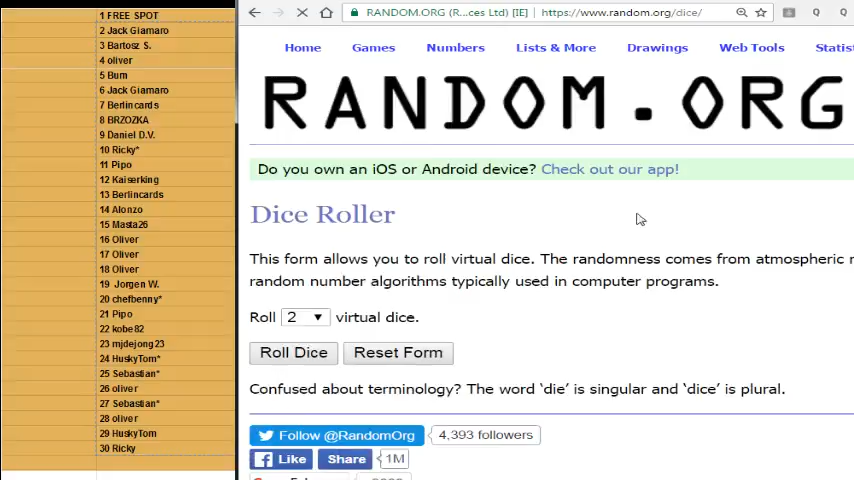 1 FREE SPOT
2 Jack Giamaro
3 Bartosz S.
4 oliver
5 Bum
6 Jack Giamaro
7 Berlincards
8 BRZOZKA
9 Daniel D.V.
10 Ricky*
11 Pipo
12 Kaiserking
13 Berlincards
14 Alonzo
15 Masta26
16 Oliver
17 Oliver
18 Oliver
19 Jorgen W.
20 chefbenny*
21 Pipo
22 kobe82
23 mjdejong23
24 HuskyTom*
25 Sebastian*
26 oliver
27 Sebastian*
28 oliver
29 HuskyTom
30 Ricky
RANDOM.ORG (R...ces Ltd) [IE] https://www.random.org/dice/
Home Games Numbers Lists & More Drawings Web Tools Statis
RANDOM.ORG
Do you own an iOS or Android device? Check out our app!
Dice Roller
This form allows you to roll virtual dice. The randomness comes from atmospheric
random number algorithms typically used in computer programs.
Roll 2 virtual dice.
Roll Dice Reset Form
Confused about terminology? The word ‘die’ is singular and ‘dice’ is plural.
Follow @RandomOrg 4,393 followers
Like Share 1M